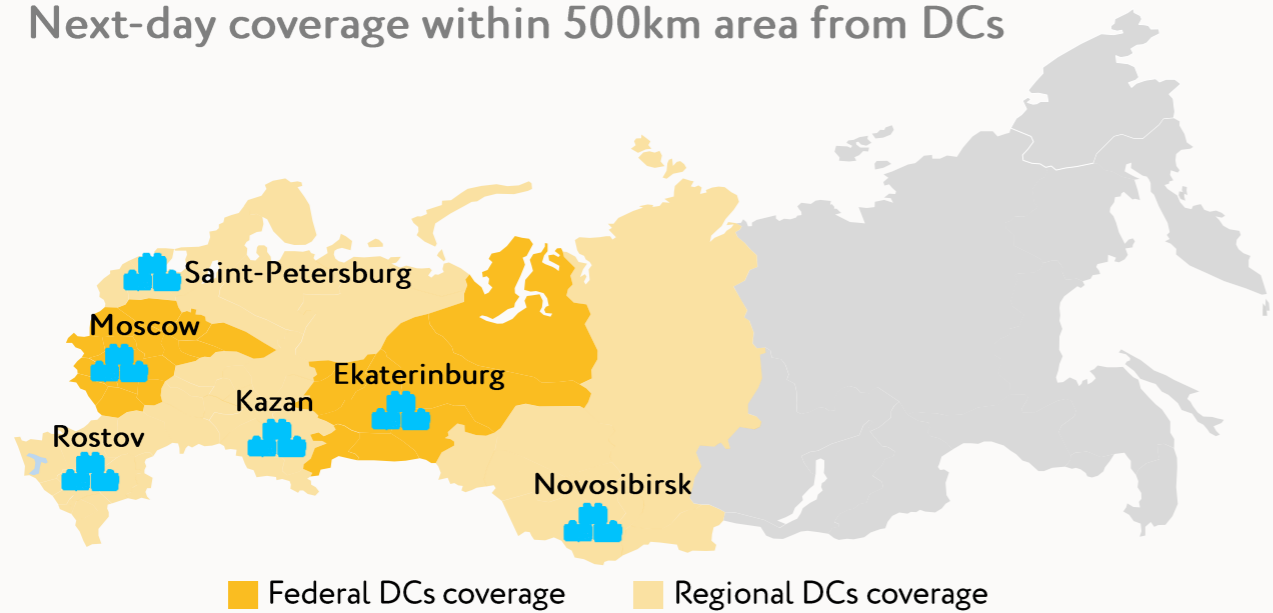 Next-day coverage within 500km area from DCs
Saint-Petersburg
Moscow
Ekaterinburg
Kazan
Rostov
Novosibirsk
Federal DCs coverage
Regional DCs coverage